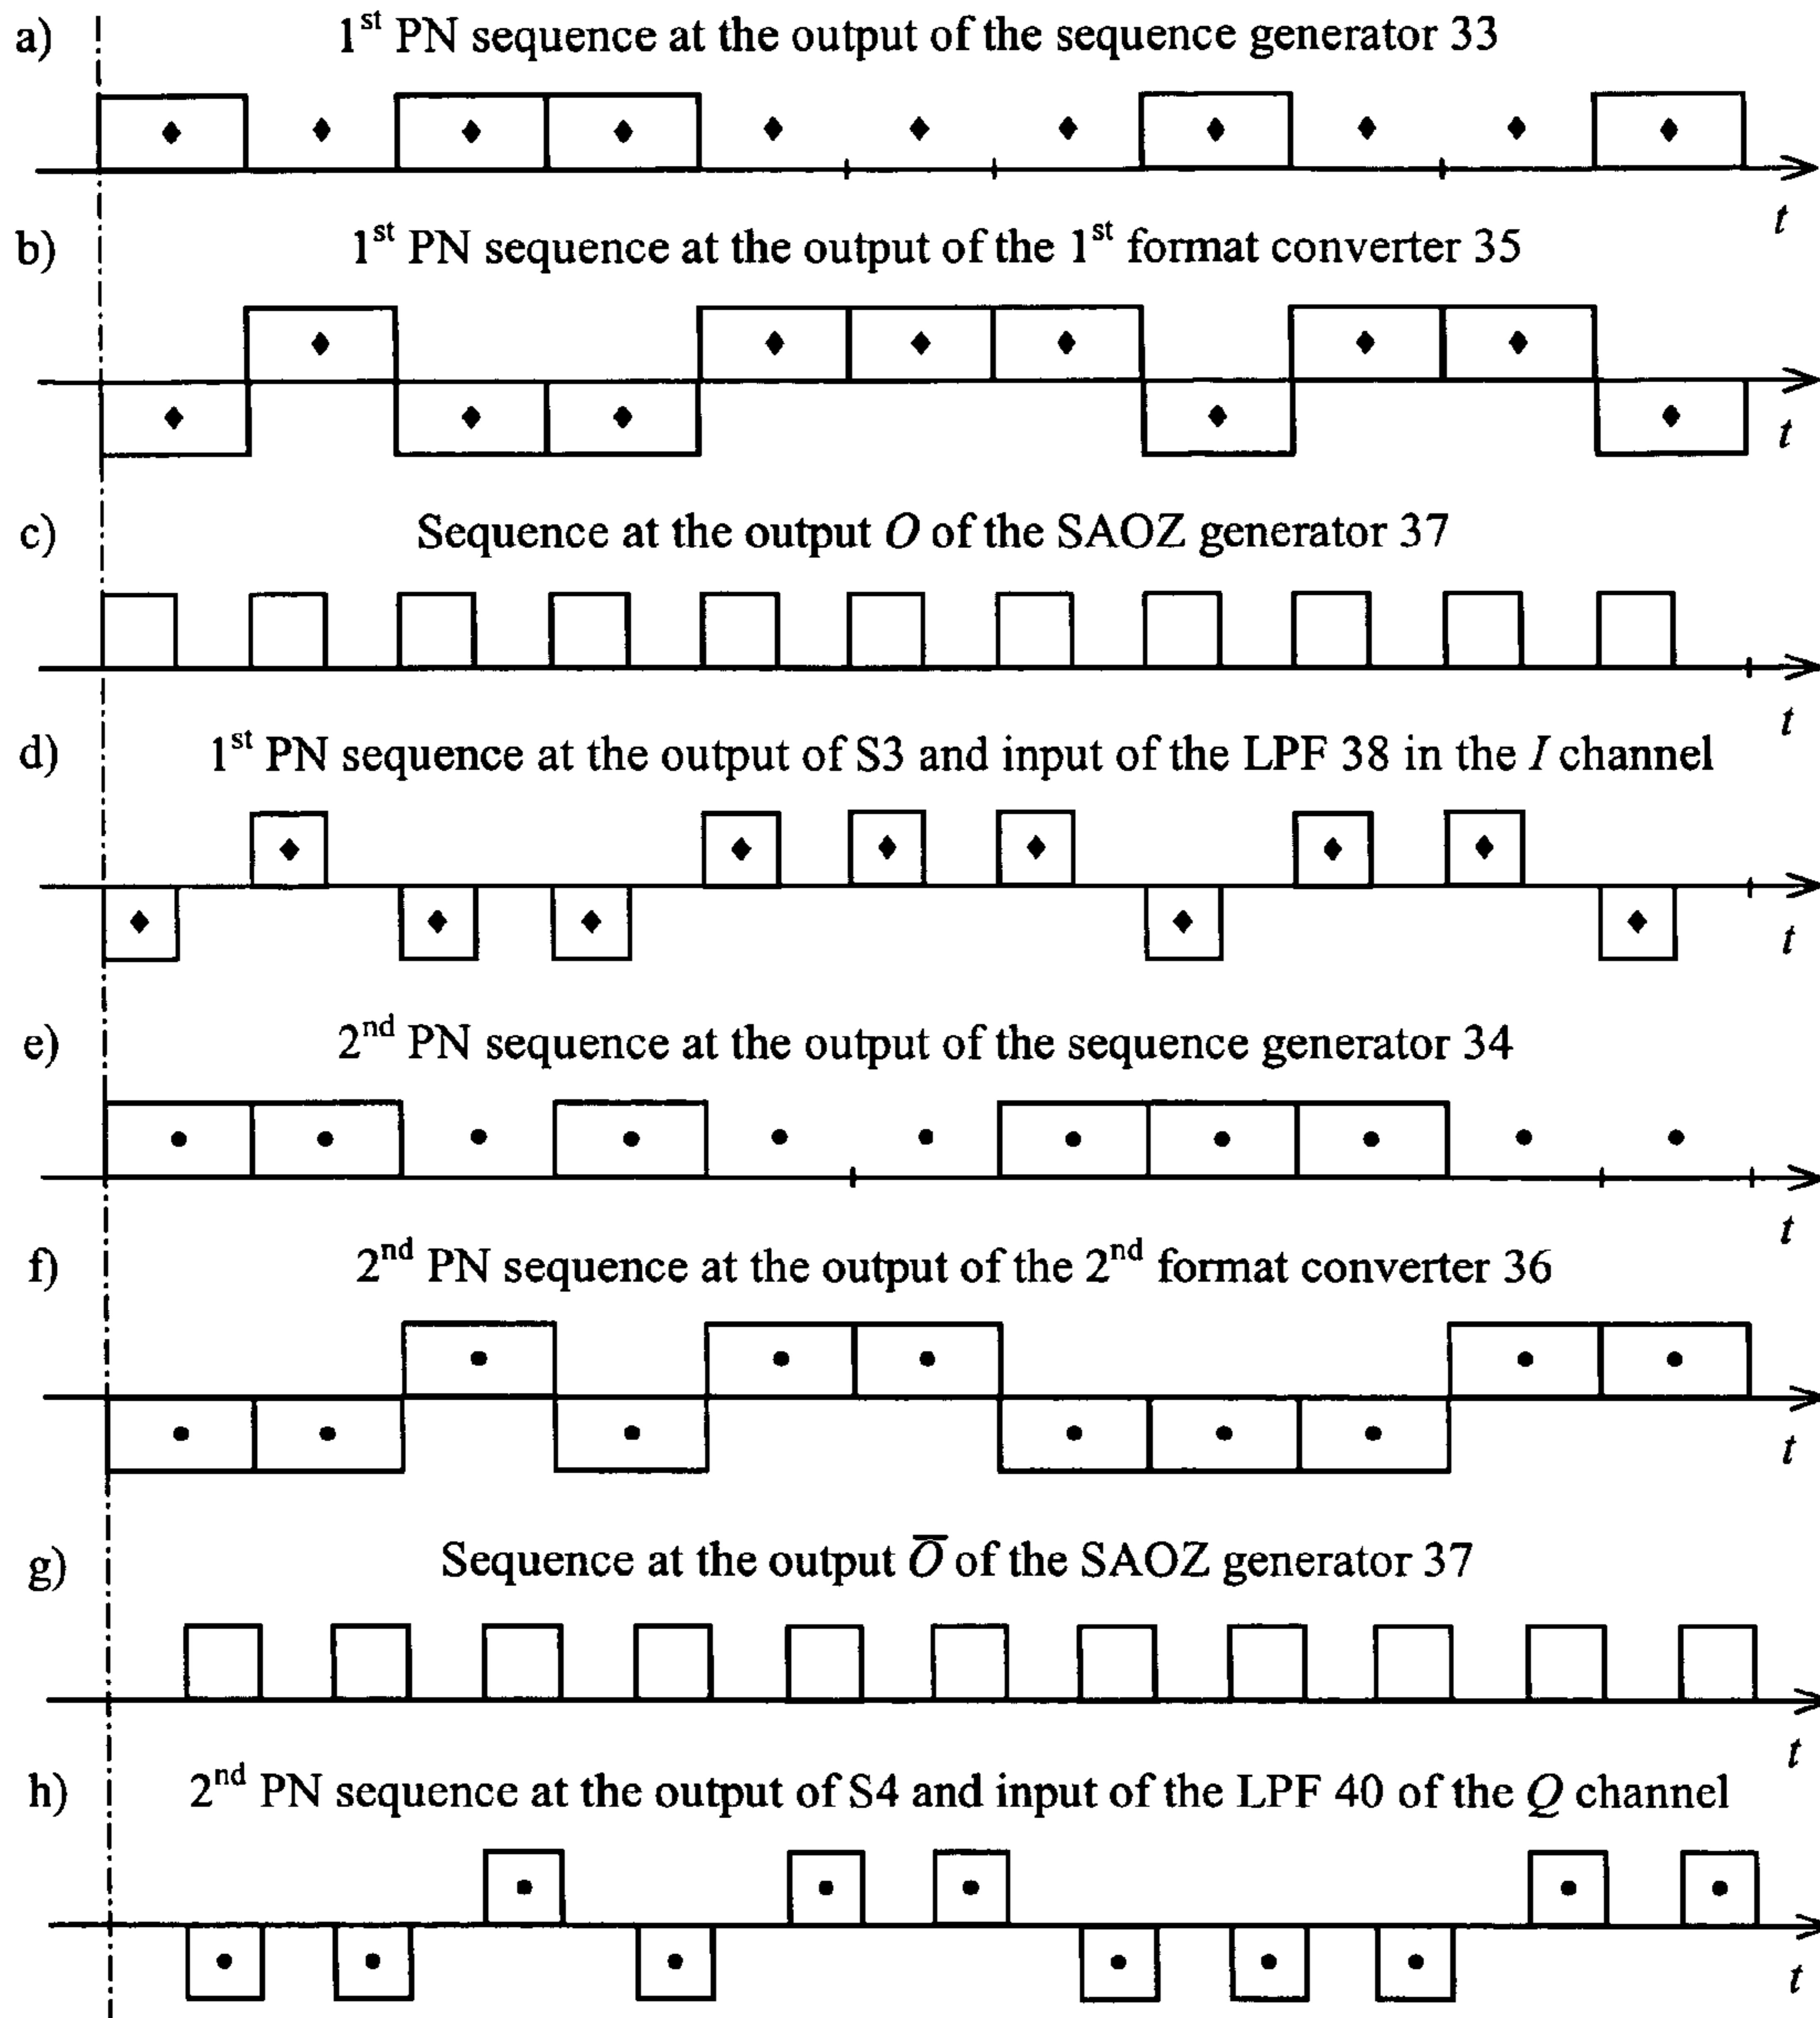 a) 1st PN sequence at the output of the sequence generator 33
t
b) 1st PN sequence at the output of the 1st format converter 35
t
c) Sequence at the output O of the SAOZ generator 37
t
d) 1st PN sequence at the output of S3 and input of the LPF 38 in the I channel
t
e) 2nd PN sequence at the output of the sequence generator 34
t
f) 2nd PN sequence at the output of the 2nd format converter 36
t
g) Sequence at the output O̅ of the SAOZ generator 37
t
h) 2nd PN sequence at the output of S4 and input of the LPF 40 of the Q channel
t